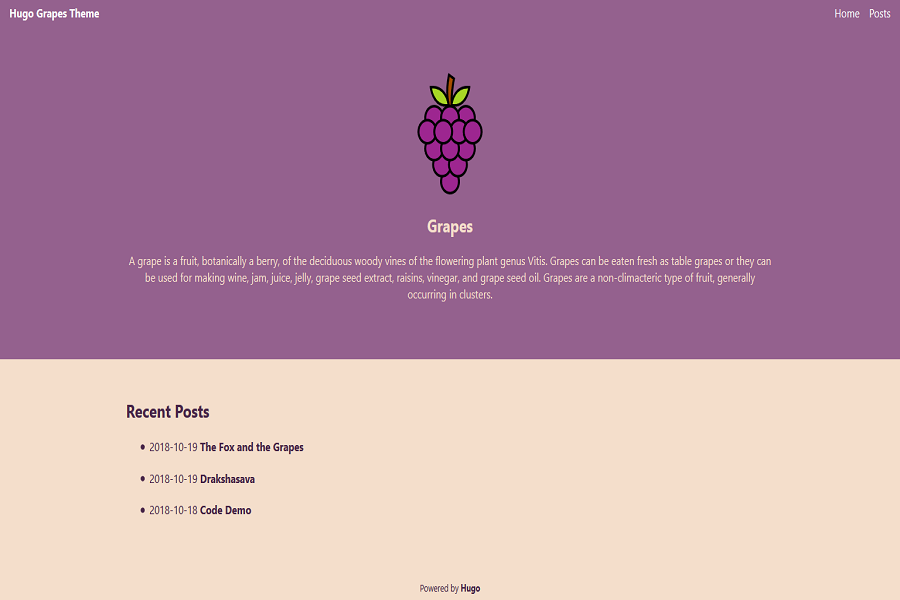 Hugo Grapes Theme
Home Posts
Grapes
A grape is a fruit, botanically a berry, of the deciduous woody vines of the flowering plant genus Vitis. Grapes can be eaten fresh as table grapes or they can
be used for making wine, jam, juice, jelly, grape seed extract, raisins, vinegar, and grape seed oil. Grapes are a non-climacteric type of fruit, generally
occurring in clusters.
Recent Posts
• 2018-10-19 The Fox and the Grapes
• 2018-10-19 Drakshasava
• 2018-10-18 Code Demo
Powered by Hugo